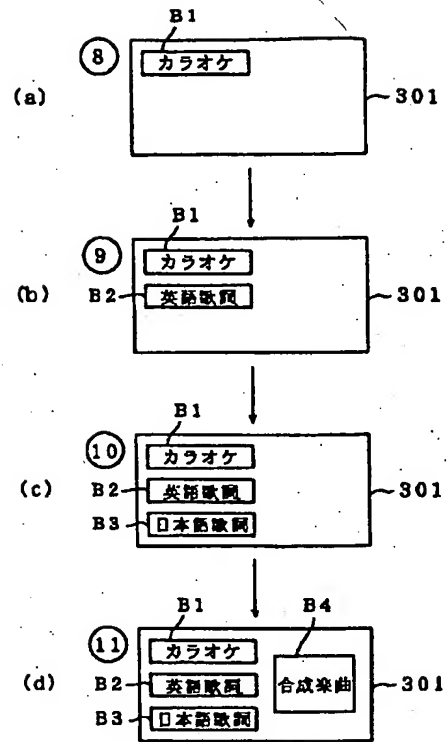 B1
⑧
カラオケ
(a)
301
B1
⑨
カラオケ
(b)
B2
英語歌詞
301
B1
⑩
カラオケ
(c)
B2
英語歌詞
301
B3
日本語歌詞
B1
B4
⑪
カラオケ
(d)
B2
英語歌詞
合成楽曲
301
B3
日本語歌詞